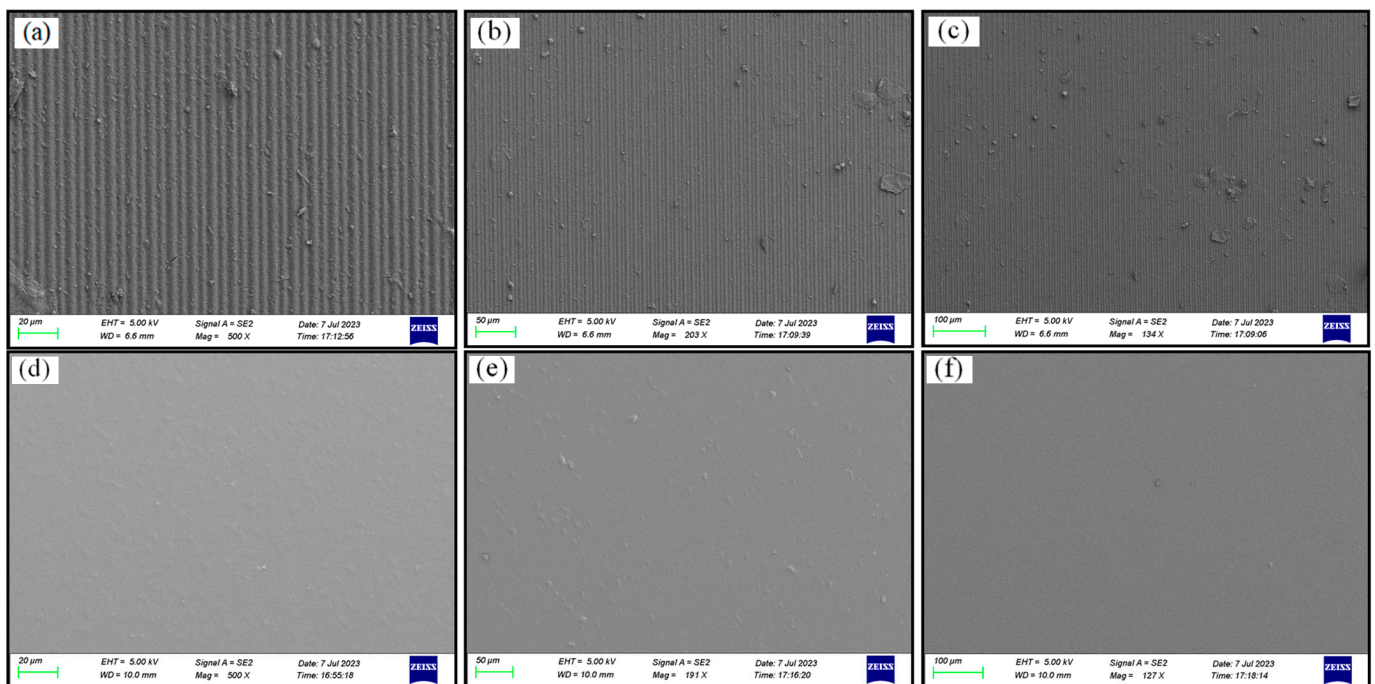 (a)
(b)
(c)
20 µm EHT = 5.00 kV Signal A = SE2 Date: 7 Jul 2023 ZEISS
WD = 6.6 mm Mag = 500 X Time: 17:12:56
50 µm EHT = 5.00 kV Signal A = SE2 Date: 7 Jul 2023 ZEISS
WD = 6.6 mm Mag = 203 X Time: 17:09:39
100 µm EHT = 5.00 kV Signal A = SE2 Date: 7 Jul 2023 ZEISS
WD = 6.6 mm Mag = 134 X Time: 17:09:06
(d)
(e)
(f)
20 µm EHT = 5.00 kV Signal A = SE2 Date: 7 Jul 2023 ZEISS
WD = 10.0 mm Mag = 500 X Time: 16:55:18
50 µm EHT = 5.00 kV Signal A = SE2 Date: 7 Jul 2023 ZEISS
WD = 10.0 mm Mag = 191 X Time: 17:16:20
100 µm EHT = 5.00 kV Signal A = SE2 Date: 7 Jul 2023 ZEISS
WD = 10.0 mm Mag = 127 X Time: 17:18:14